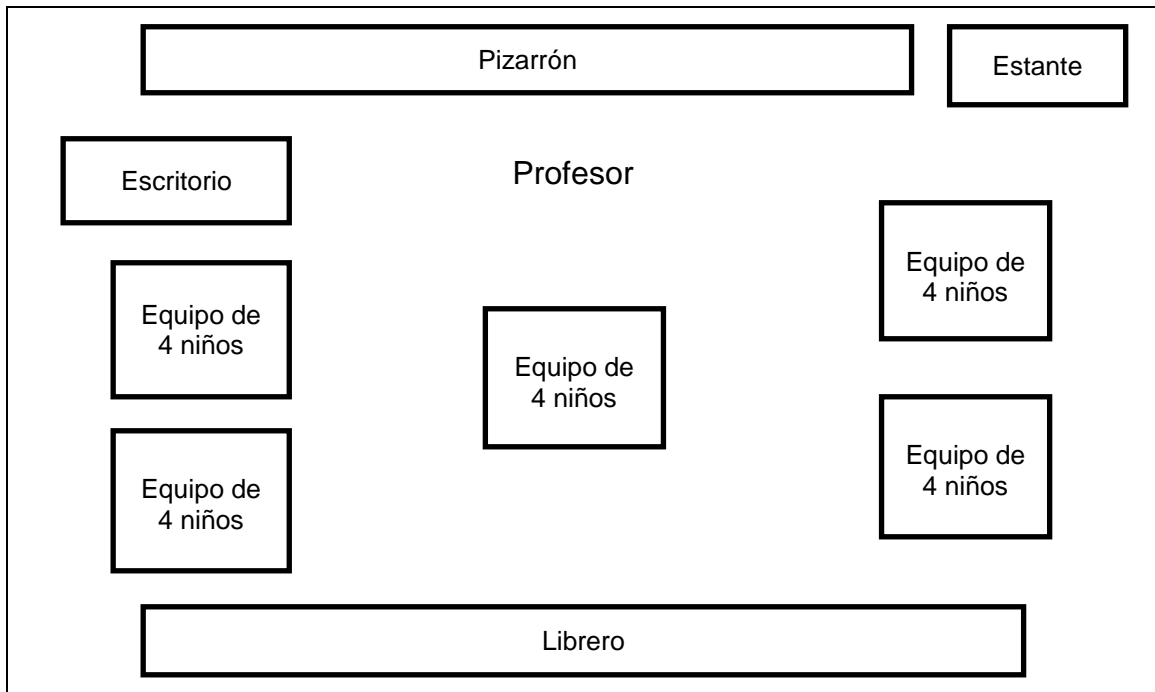 Pizarrón
Estante
Escritorio
Profesor
Equipo de
4 niños
Equipo de
4 niños
Equipo de
4 niños
Equipo de
4 niños
Equipo de
4 niños
Librero